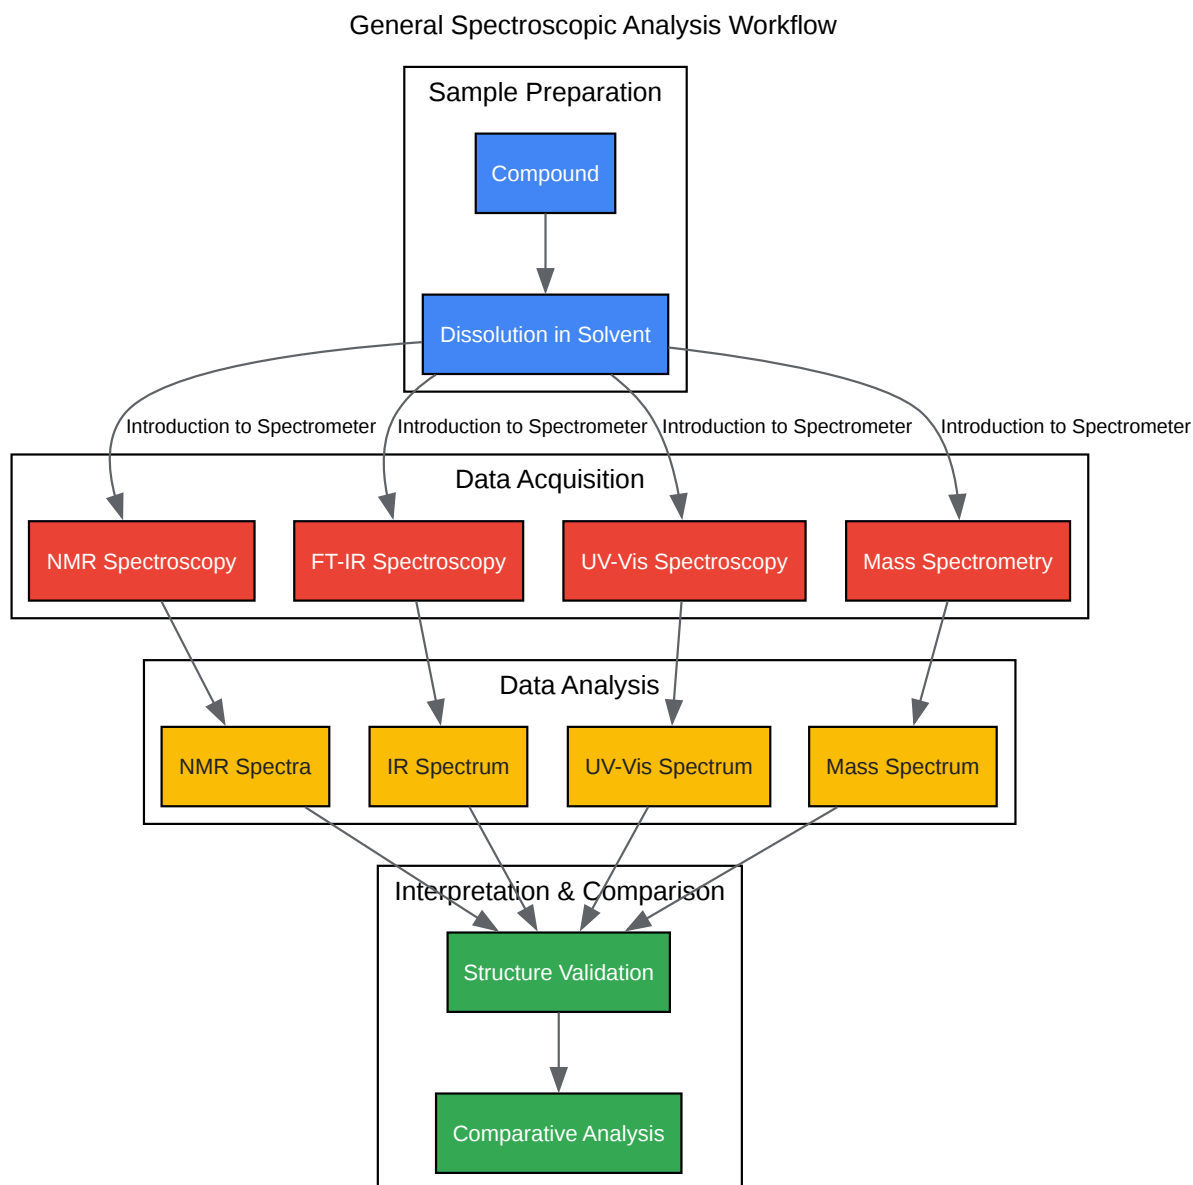 General Spectroscopic Analysis Workflow
Sample Preparation
Compound
Dissolution in Solvent
Introduction to Spectrometer
Introduction to Spectrometer
Introduction to Spectrometer
Introduction to Spectrometer
Data Acquisition
NMR Spectroscopy
FT-IR Spectroscopy
UV-Vis Spectroscopy
Mass Spectrometry
Data Analysis
NMR Spectra
IR Spectrum
UV-Vis Spectrum
Mass Spectrum
Interpretation & Comparison
Structure Validation
Comparative Analysis